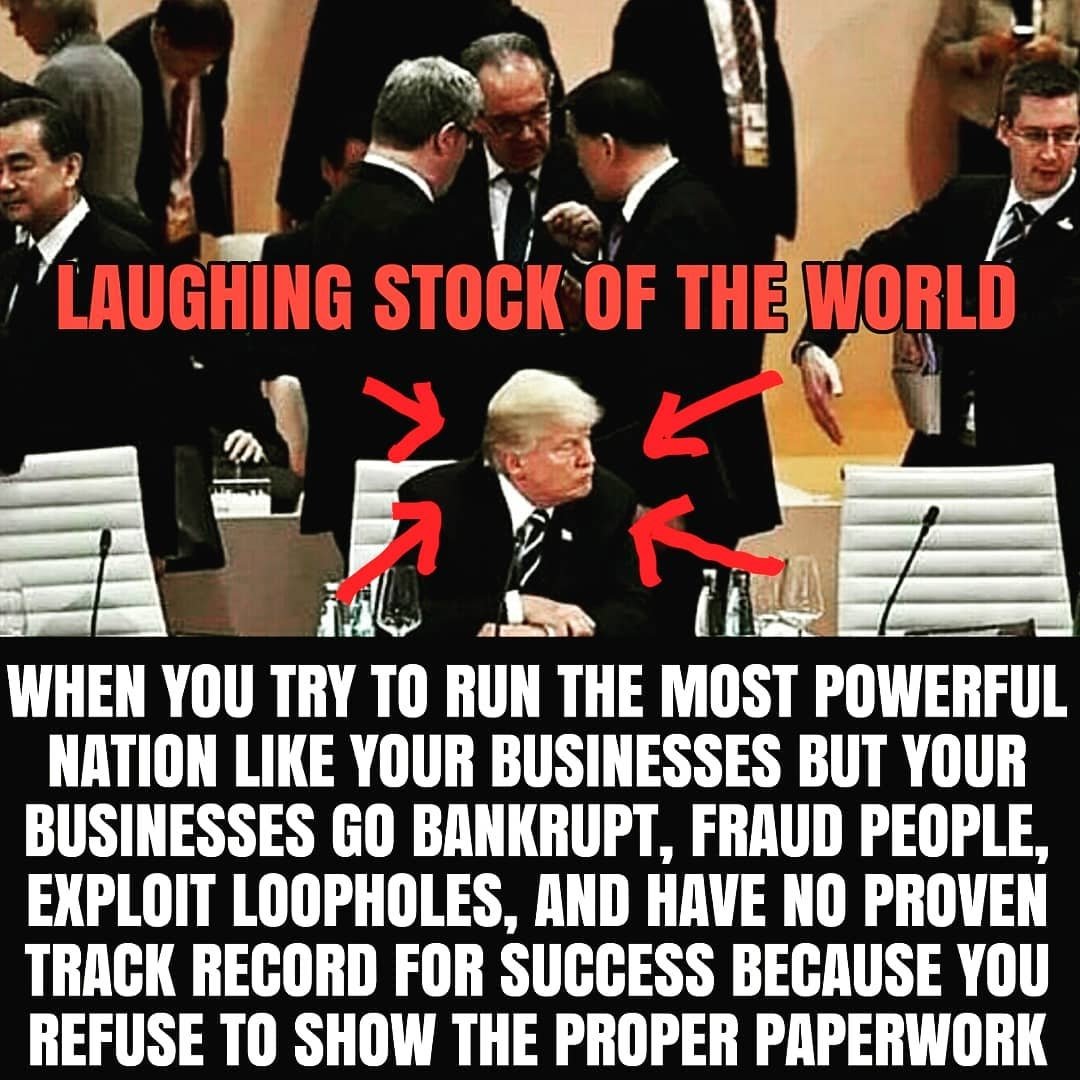 LAUGHING STOCK OF THE WORLD
WHEN YOU TRY TO RUN THE MOST POWERFUL
NATION LIKE YOUR BUSINESSES BUT YOUR
BUSINESSES GO BANKRUPT, FRAUD PEOPLE,
EXPLOIT LOOPHOLES, AND HAVE NO PROVEN
TRACK RECORD FOR SUCCESS BECAUSE YOU
REFUSE TO SHOW THE PROPER PAPERWORK